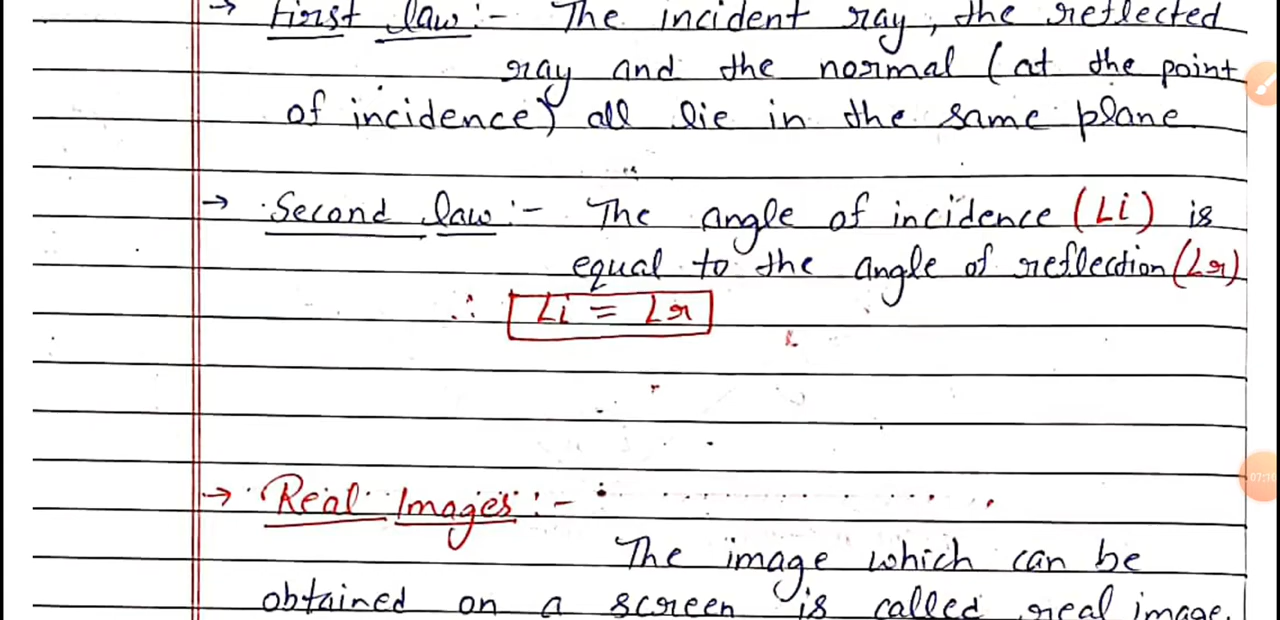 → First law :- The incident ray, the reflected
ray and the normal (at the point
of incidence) all lie in the same plane
→ Second law :- The angle of incidence (∠i) is
equal to the angle of reflection (∠r)
∴ ∠i = ∠r
→ Real Images :-
The image which can be
obtained on a screen is called real image.
07:10